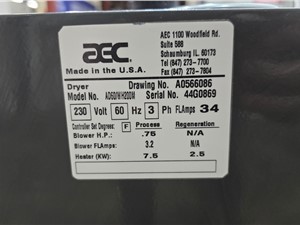 AEC
AEC 1100 Woodfield Rd.
Suite 588
Schaumburg IL. 60173
Tel (847) 273-7700
Fax (847) 273-7804
Made in the U.S.A.
Dryer Drawing No. A0566086
Model No. Serial No. 44G0869
230 Volt 60 Hz 3 Ph FLAmps 34
Controller Set Degrees: F Process Regeneration
Blower H.P.: .75 N/A
Blower FLAmps: 3.2 N/A
Heater (KW): 7.5 2.5